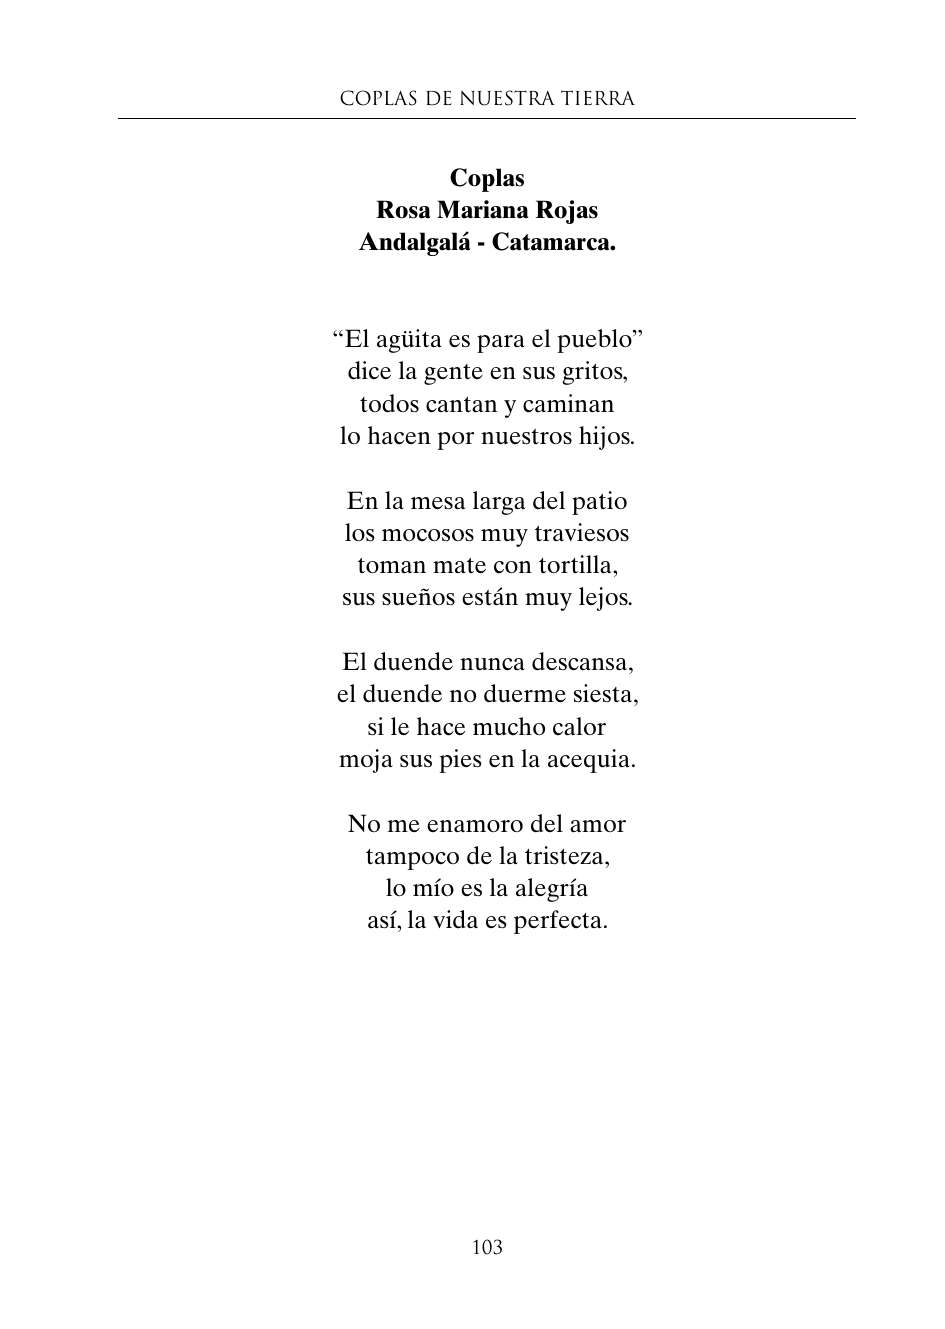 COPLAS DE NUESTRA TIERRA
Coplas
Rosa Mariana Rojas
Andalgalá - Catamarca.
“El agüita es para el pueblo”
dice la gente en sus gritos,
todos cantan y caminan
lo hacen por nuestros hijos.
En la mesa larga del patio
los mocosos muy traviesos
toman mate con tortilla,
sus sueños están muy lejos.
El duende nunca descansa,
el duende no duerme siesta,
si le hace mucho calor
moja sus pies en la acequia.
No me enamoro del amor
tampoco de la tristeza,
lo mío es la alegría
así, la vida es perfecta.
103